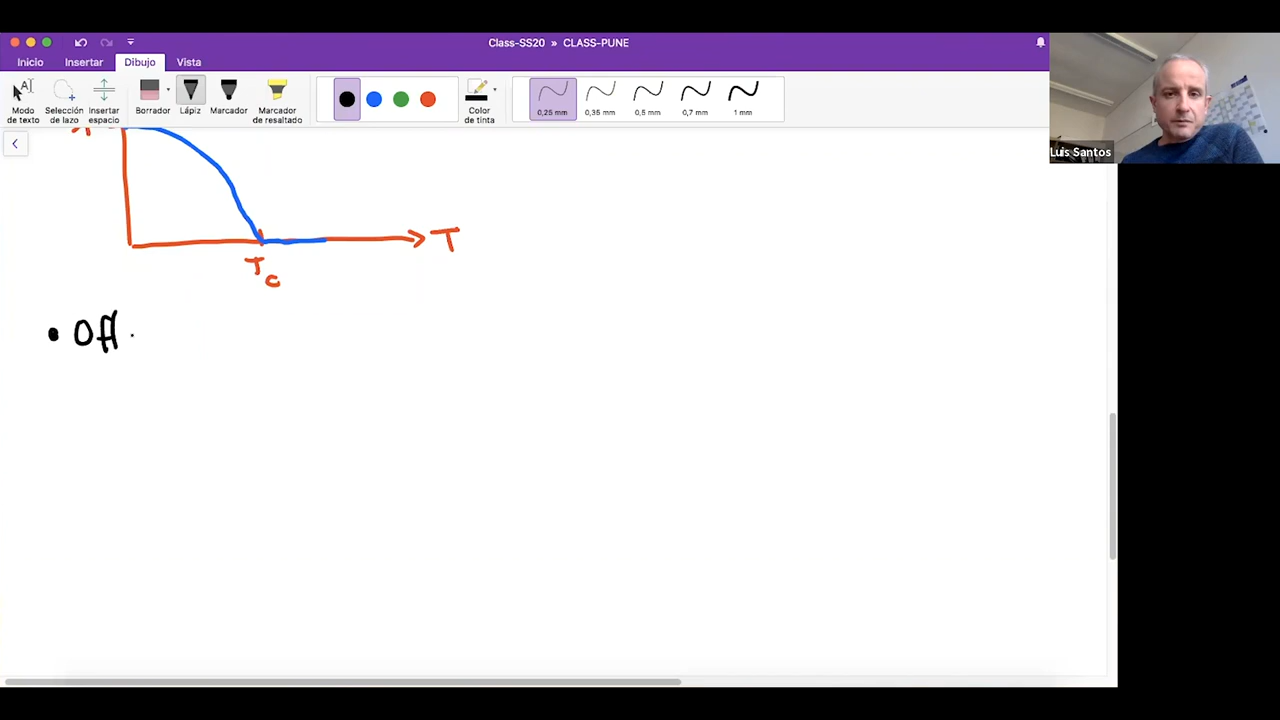 Class-SS20 » CLASS-PUNE
Inicio Insertar Dibujo Vista
Modo de texto
Selección de lazo
Insertar espacio
Borrador
Lápiz
Marcador
Marcador de resaltado
Color de tinta
0,25 mm 0,35 mm 0,5 mm 0,7 mm 1 mm
Luis Santos
T
Tc
• Off